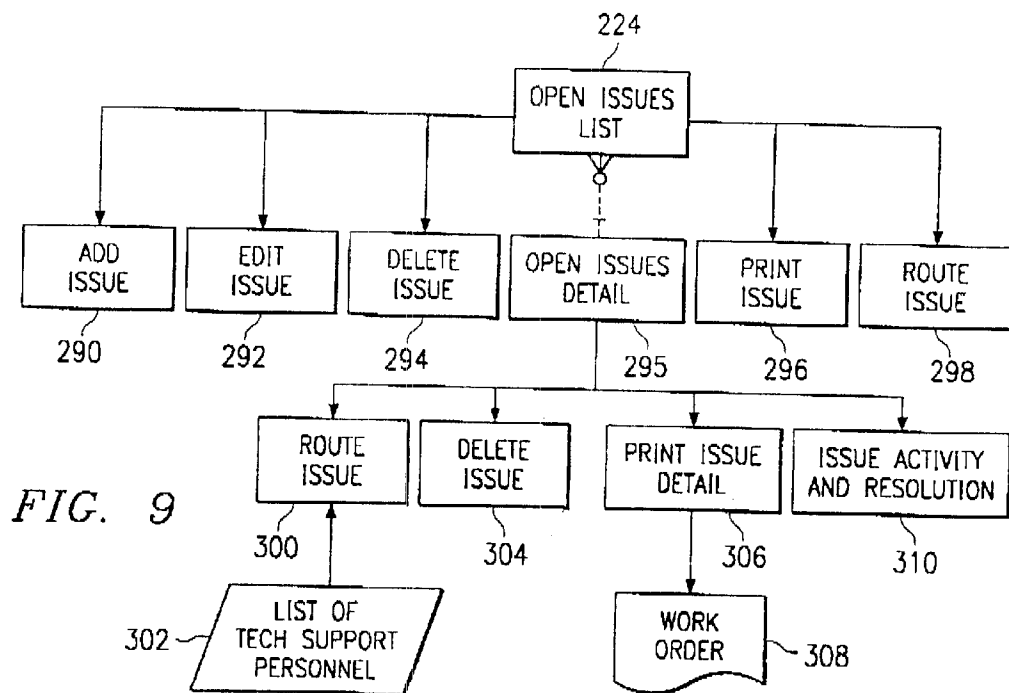 224
OPEN ISSUES
LIST
ADD
ISSUE
290
EDIT
ISSUE
292
DELETE
ISSUE
294
OPEN ISSUES
DETAIL
295
PRINT
ISSUE
296
ROUTE
ISSUE
298
ROUTE
ISSUE
300
DELETE
ISSUE
304
PRINT ISSUE
DETAIL
306
ISSUE ACTIVITY
AND RESOLUTION
310
FIG. 9
302
LIST OF
TECH SUPPORT
PERSONNEL
WORK
ORDER
308